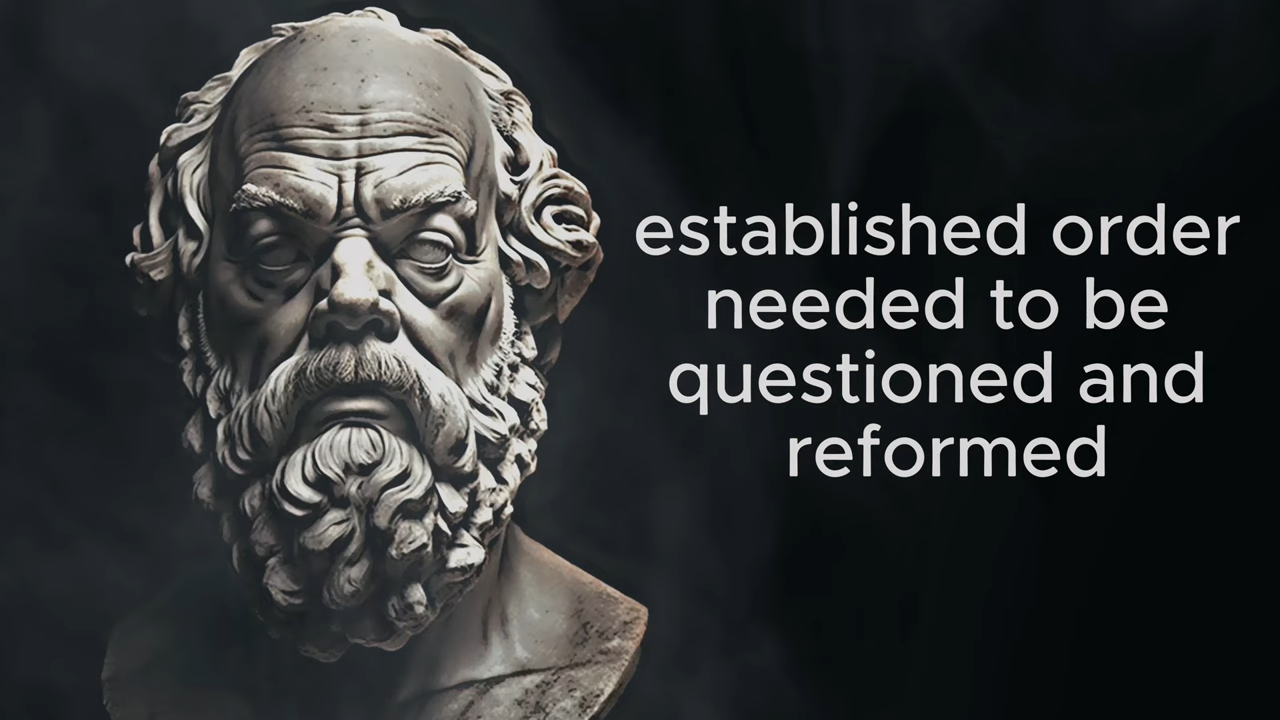 established order
needed to be
questioned and
reformed